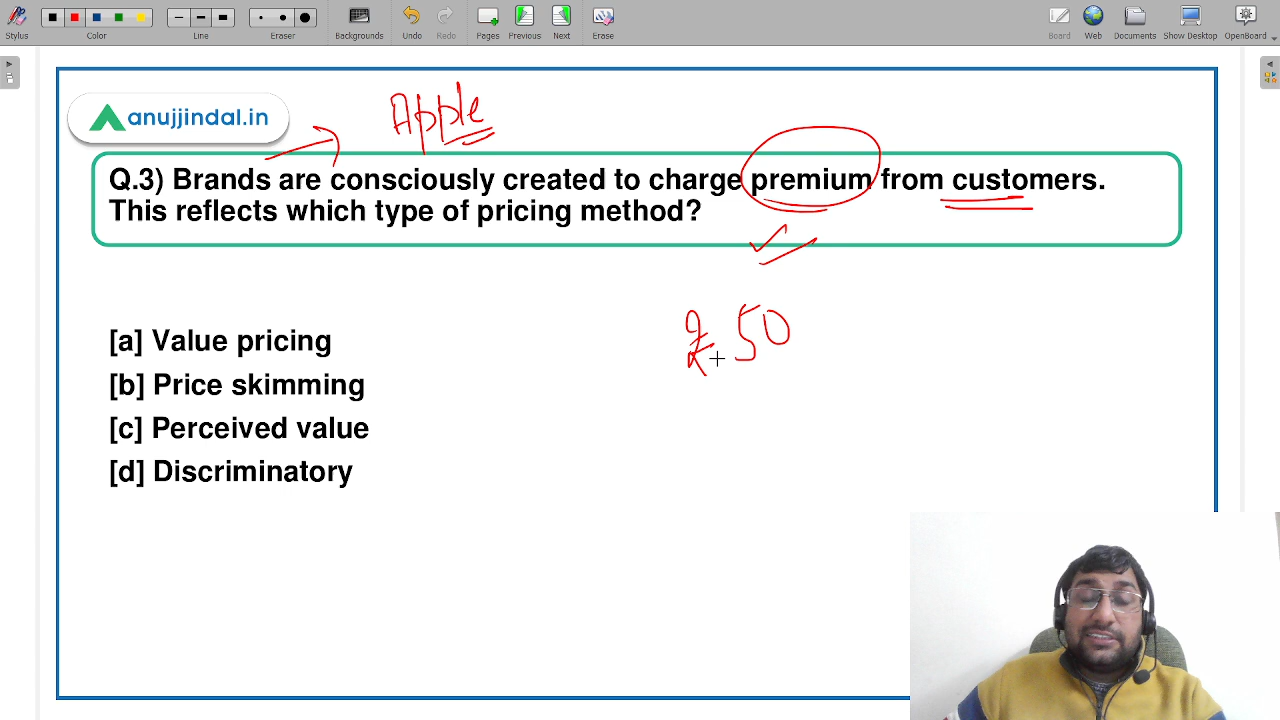 Stylus
Color
Line
Eraser
Backgrounds
Undo
Redo
Pages
Previous
Next
Erase
Board
Web
Documents
Show Desktop
OpenBoard
anujjindal.in
Apple
Q.3) Brands are consciously created to charge premium from customers.
This reflects which type of pricing method?
50
[a] Value pricing
[b] Price skimming
[c] Perceived value
[d] Discriminatory